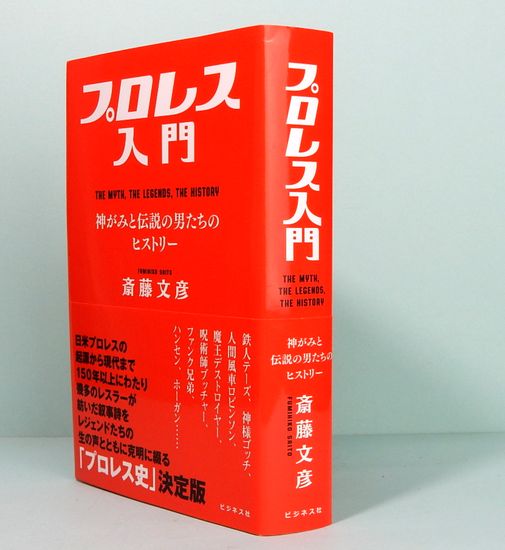 プロレス
入門
THE MYTH, THE LEGENDS, THE HISTORY
神がみと伝説の男たちの
ヒストリー
FUMIHIKO SAITO
斎藤文彦
鉄人テーズ、神様ゴッチ、
人間風車ロビンソン、
魔王デストロイヤー、
呪術師ブッチャー、
ファンク兄弟、
ハンセン、ホーガン……
日米プロレスの
起源から現代まで
150年以上にわたり
幾多のレスラーが
紡いだ叙事詩を
レジェンドたちの
生の声とともに克明に綴る
「プロレス史」決定版
プロレス入門
THE MYTH,
THE LEGENDS,
THE HISTORY
神がみと
伝説の男たちの
ヒストリー
斎藤文彦
FUMIHIKO SAITO
ビジネス社